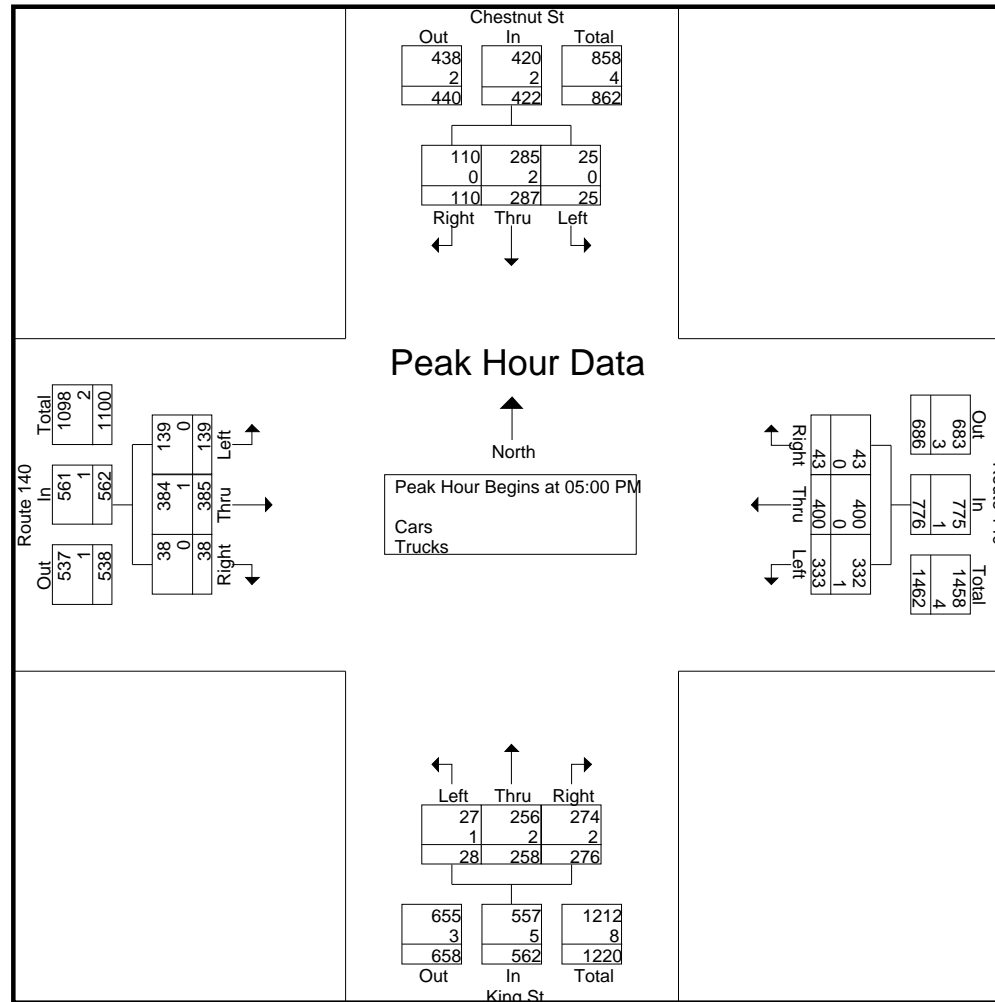 Chestnut St
Out In Total
438 420 858
2 2 4
440 422 862
110 285 25
0 2 0
110 287 25
Right Thru Left
Peak Hour Data
North
Peak Hour Begins at 05:00 PM
Cars
Trucks
Route 140
Total
1098
2
1100
In
561
1
562
Out
537
1
538
139
0
139
Left
384
1
385
Thru
38
0
38
Right
Right
43
0
43
Thru
400
0
400
Left
333
1
332
Out
683
3
686
In
775
1
776
Total
1458
4
1462
Left Thru Right
27 256 274
1 2 2
28 258 276
655 557 1212
3 5 8
658 562 1220
Out In Total
King St